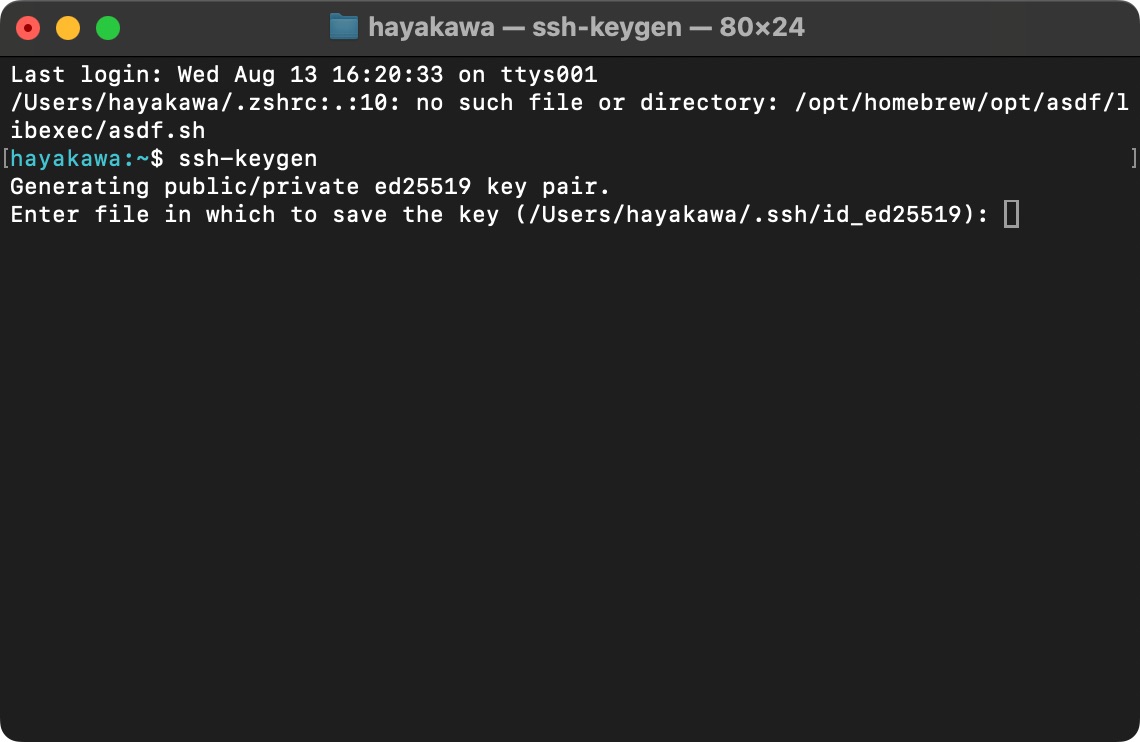 hayakawa — ssh-keygen — 80×24
Last login: Wed Aug 13 16:20:33 on ttys001
/Users/hayakawa/.zshrc:.:10: no such file or directory: /opt/homebrew/opt/asdf/l
ibexec/asdf.sh
[hayakawa:~$ ssh-keygen ]
Generating public/private ed25519 key pair.
Enter file in which to save the key (/Users/hayakawa/.ssh/id_ed25519):